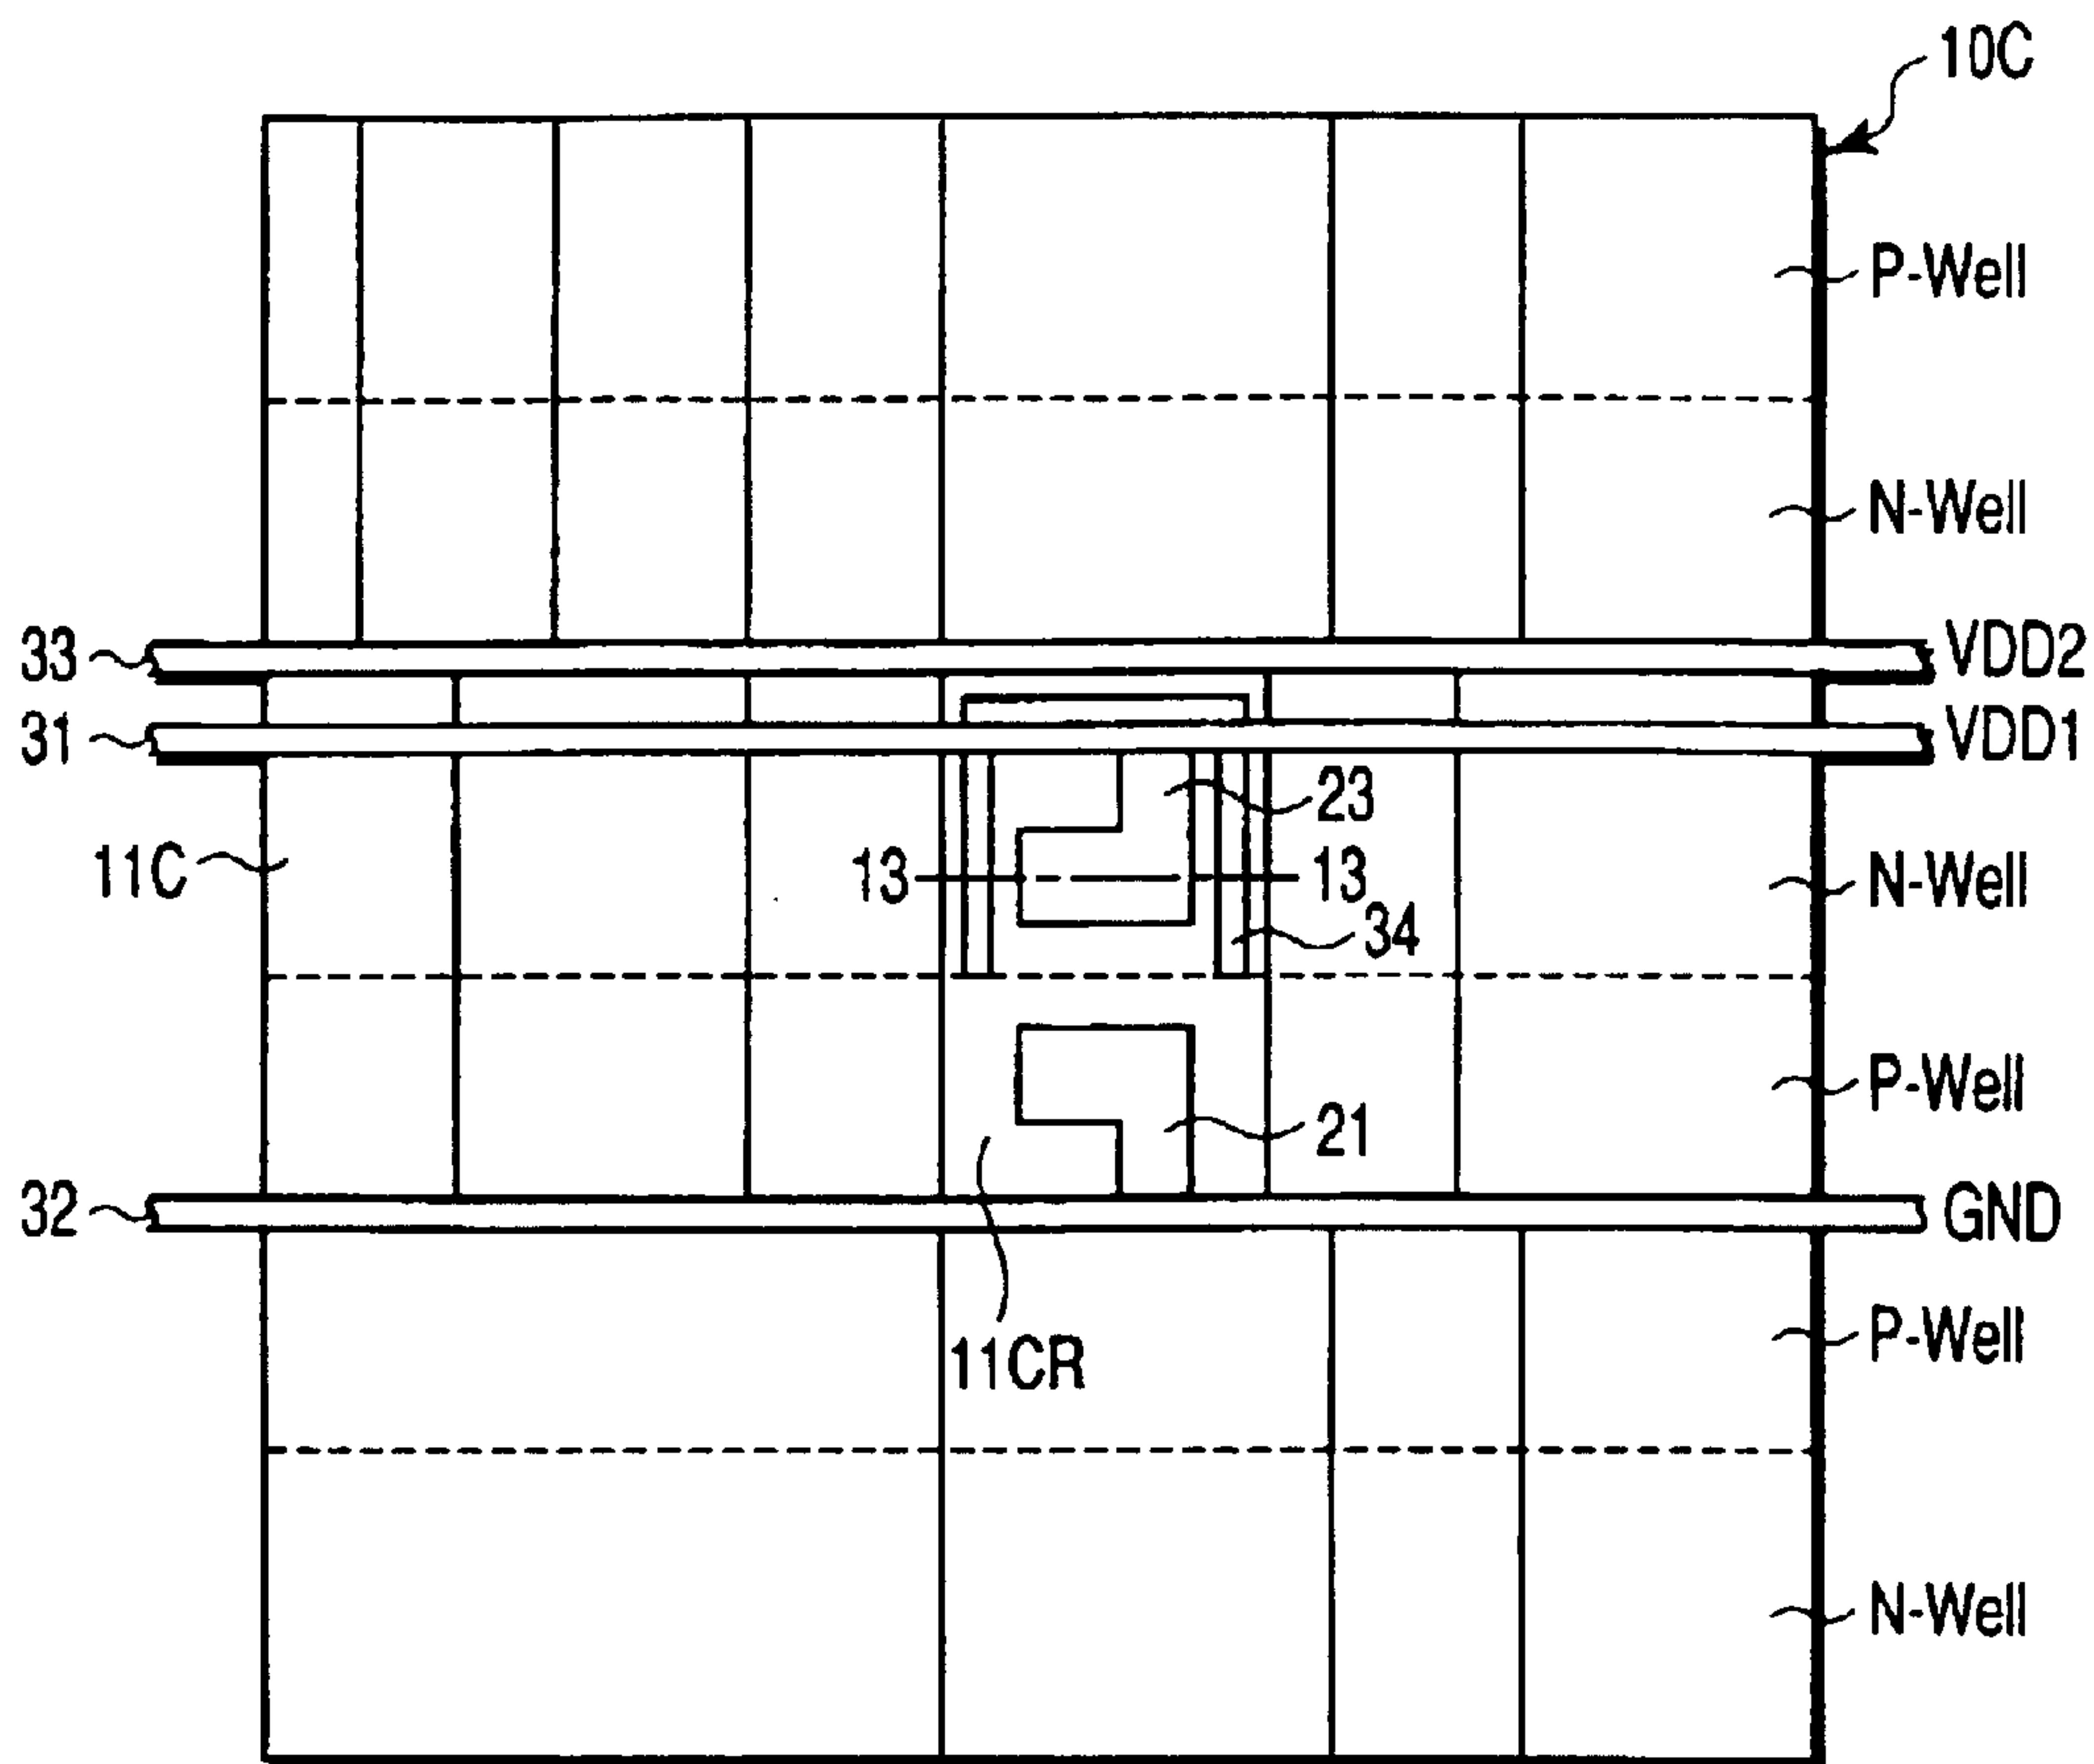 10C
P-Well
N-Well
33 VDD2
31 VDD1
23
11C 13 13 N-Well
34
P-Well
21
32 GND
P-Well
11CR
N-Well